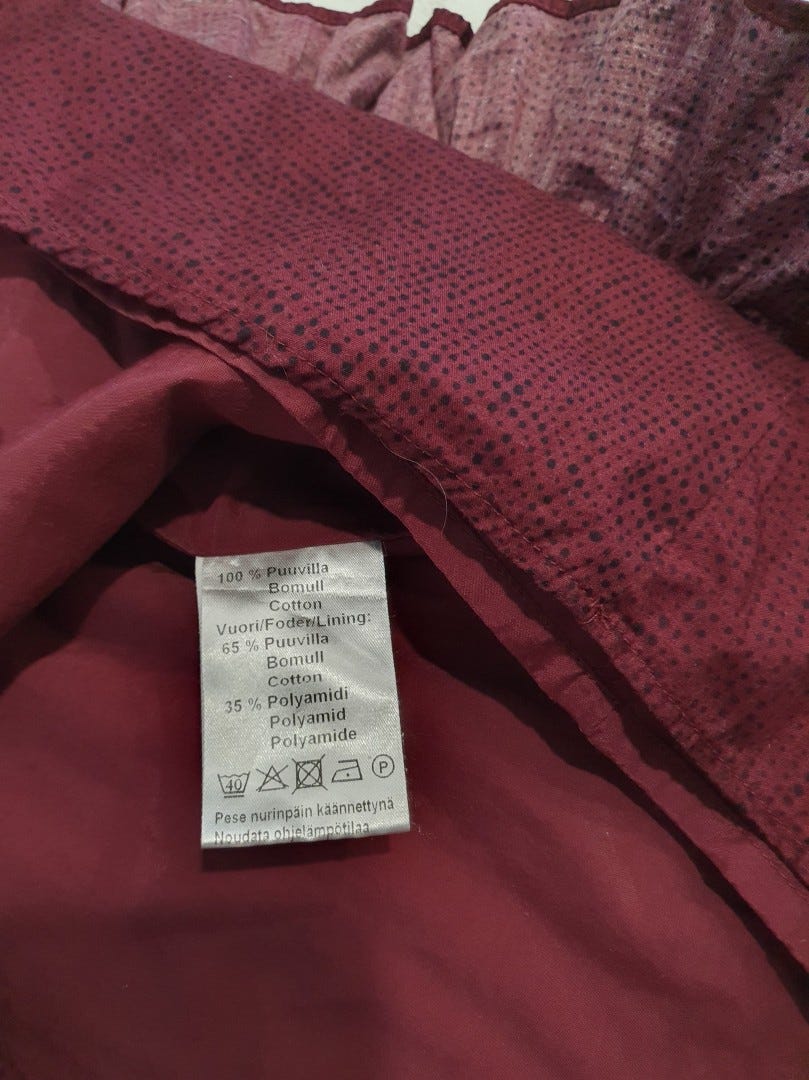 100 % Puuvilla
Bomull
Cotton
Vuori/Foder/Lining:
65 % Puuvilla
Bomull
Cotton
35 % Polyamidi
Polyamid
Polyamide
40 P
Pese nurinpäin käännettynä
Noudata ohjelämpötilaa